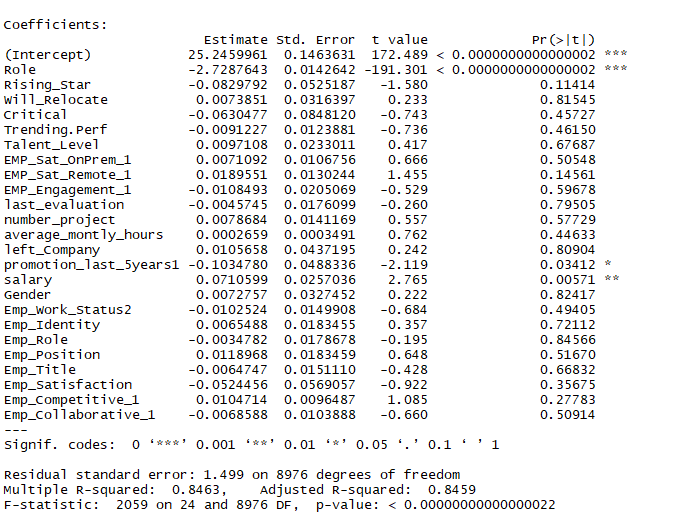 Coefficients:
                        Estimate Std. Error  t value             Pr(>|t|)
(Intercept)           25.2459961  0.1463631  172.489 < 0.0000000000000002 ***
Role                  -2.7287643  0.0142642 -191.301 < 0.0000000000000002 ***
Rising_Star           -0.0829792  0.0525187   -1.580              0.11414
Will_Relocate          0.0073851  0.0316397    0.233              0.81545
Critical              -0.0630477  0.0848120   -0.743              0.45727
Trending.Perf         -0.0091227  0.0123881   -0.736              0.46150
Talent_Level           0.0097108  0.0233011    0.417              0.67687
EMP_Sat_OnPrem_1       0.0071092  0.0106756    0.666              0.50548
EMP_Sat_Remote_1       0.0189551  0.0130244    1.455              0.14561
EMP_Engagement_1      -0.0108493  0.0205069   -0.529              0.59678
last_evaluation       -0.0045745  0.0176099   -0.260              0.79505
number_project         0.0078684  0.0141169    0.557              0.57729
average_montly_hours   0.0002659  0.0003491    0.762              0.44633
left_Company           0.0105658  0.0437195    0.242              0.80904
promotion_last_5years1 -0.1034780  0.0488336   -2.119              0.03412 *
salary                 0.0710599  0.0257036    2.765              0.00571 **
Gender                 0.0072757  0.0327452    0.222              0.82417
Emp_Work_Status2      -0.0102524  0.0149908   -0.684              0.49405
Emp_Identity           0.0065488  0.0183455    0.357              0.72112
Emp_Role              -0.0034782  0.0178678   -0.195              0.84566
Emp_Position           0.0118968  0.0183459    0.648              0.51670
Emp_Title             -0.0064747  0.0151110   -0.428              0.66832
Emp_Satisfaction      -0.0524456  0.0569057   -0.922              0.35675
Emp_Competitive_1      0.0104714  0.0096487    1.085              0.27783
Emp_Collaborative_1   -0.0068588  0.0103888   -0.660              0.50914
---
Signif. codes:  0 ‘***’ 0.001 ‘**’ 0.01 ‘*’ 0.05 ‘.’ 0.1 ‘ ’ 1
Residual standard error: 1.499 on 8976 degrees of freedom
Multiple R-squared:  0.8463,    Adjusted R-squared:  0.8459
F-statistic:  2059 on 24 and 8976 DF,  p-value: < 0.00000000000000022